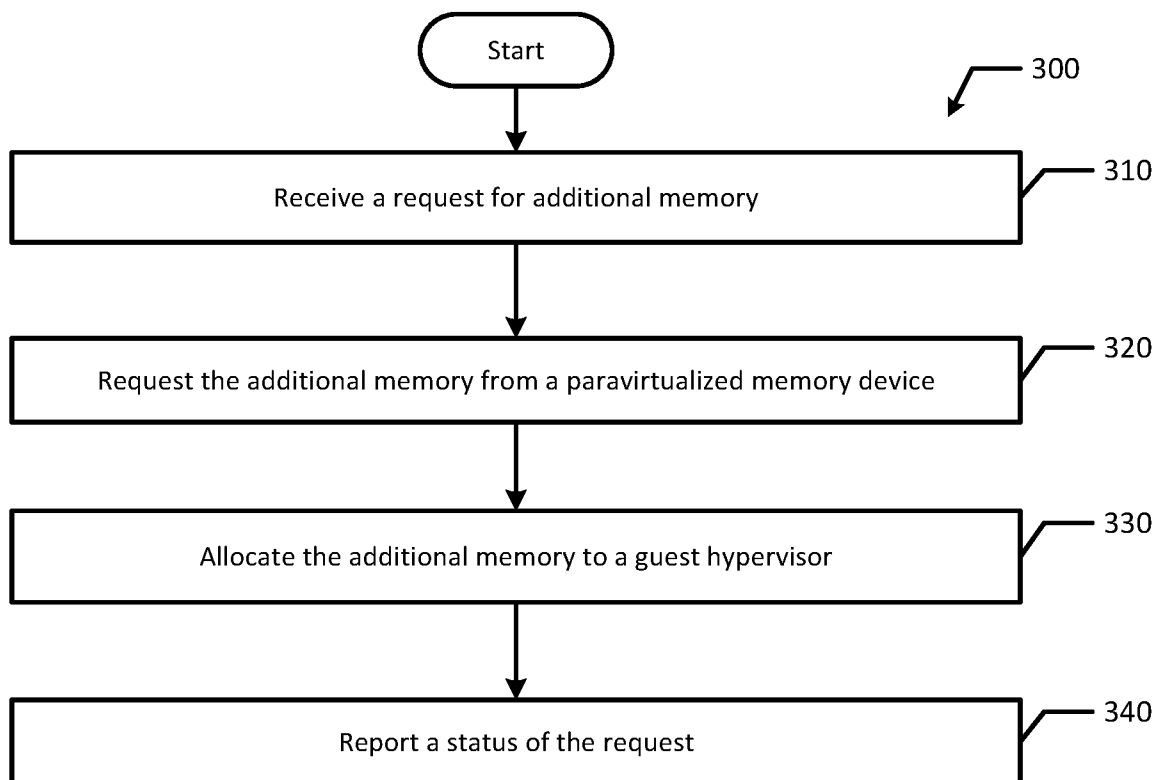 Start
300
Receive a request for additional memory
310
Request the additional memory from a paravirtualized memory device
320
Allocate the additional memory to a guest hypervisor
330
Report a status of the request
340